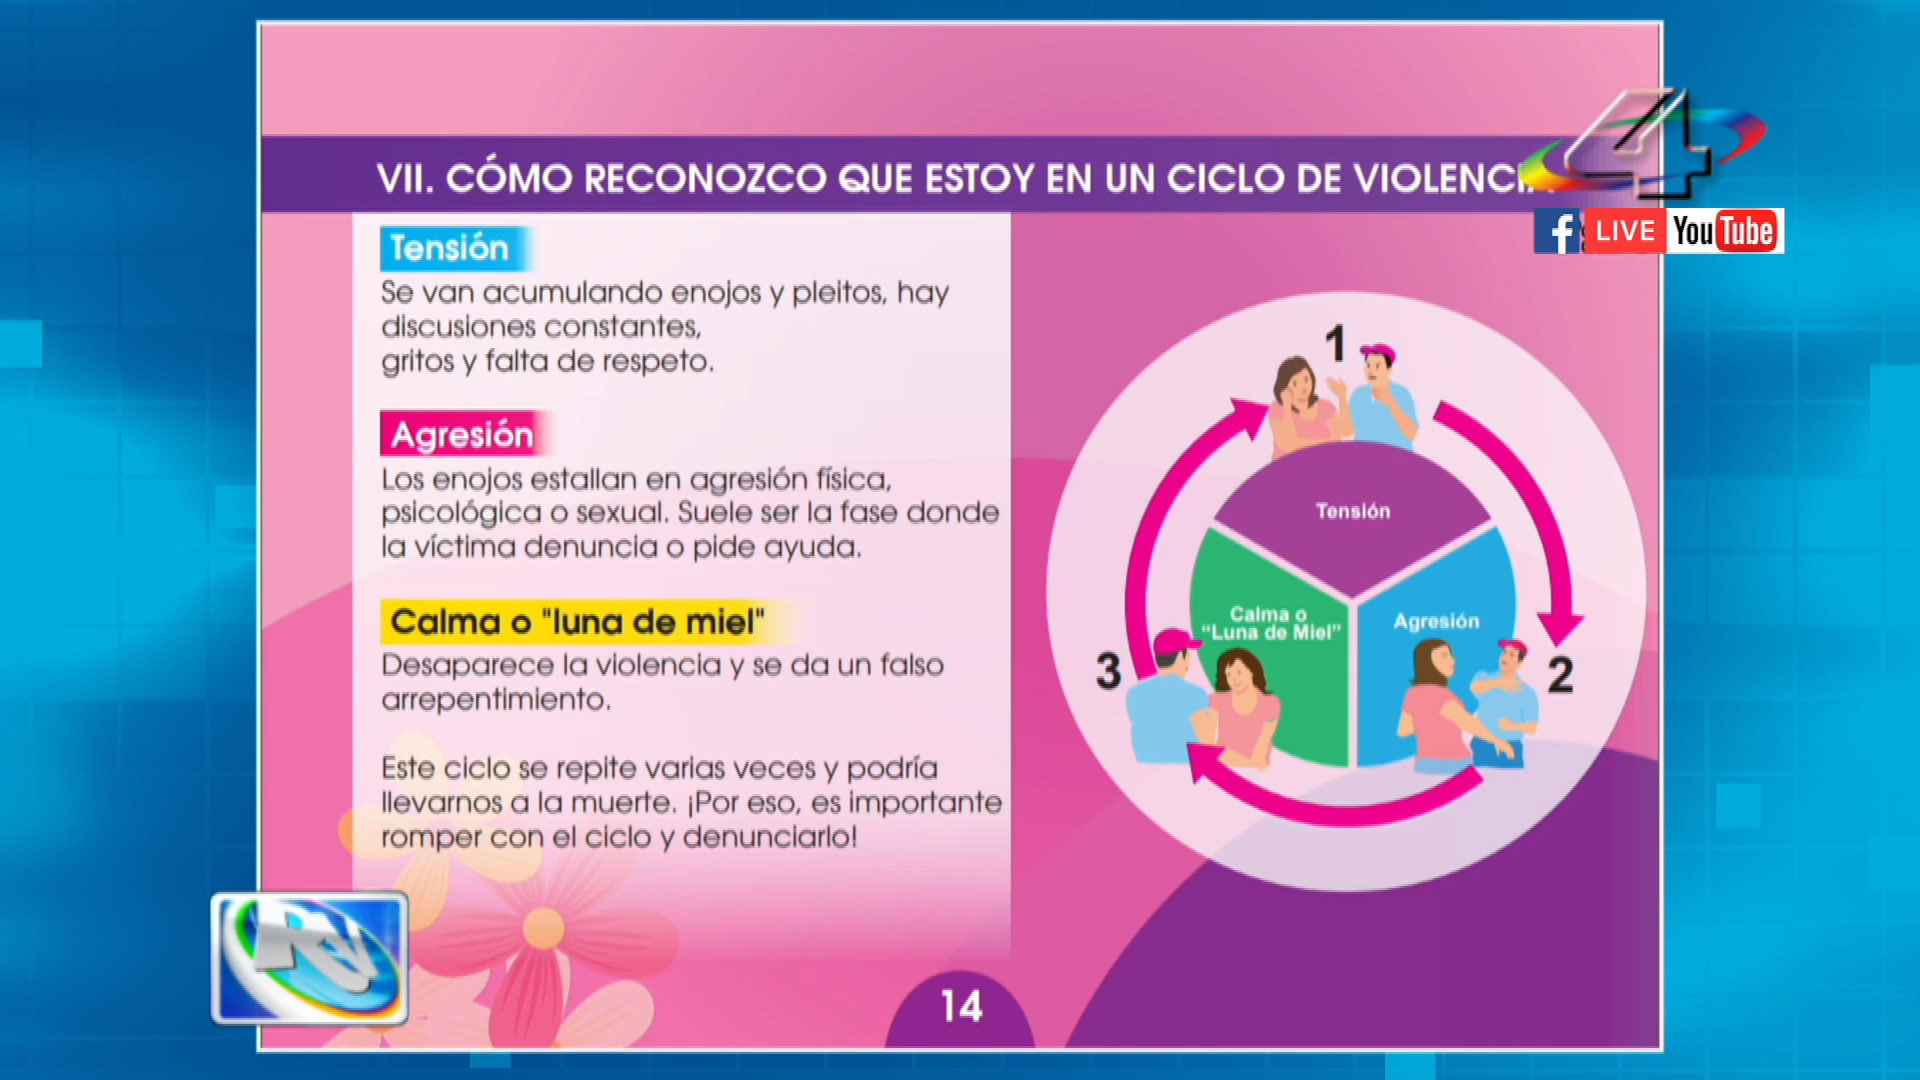 VII. CÓMO RECONOZCO QUE ESTOY EN UN CICLO DE VIOLENCIA
4
f LIVE YouTube
Tensión
Se van acumulando enojos y pleitos, hay
discusiones constantes,
gritos y falta de respeto.
Agresión
Los enojos estallan en agresión física,
psicológica o sexual. Suele ser la fase donde
la víctima denuncia o pide ayuda.
Calma o "luna de miel"
Desaparece la violencia y se da un falso
arrepentimiento.
Este ciclo se repite varias veces y podría
llevarnos a la muerte. ¡Por eso, es importante
romper con el ciclo y denunciarlo!
1
Tensión
Agresión
2
Calma o
“Luna de Miel”
3
RV
14